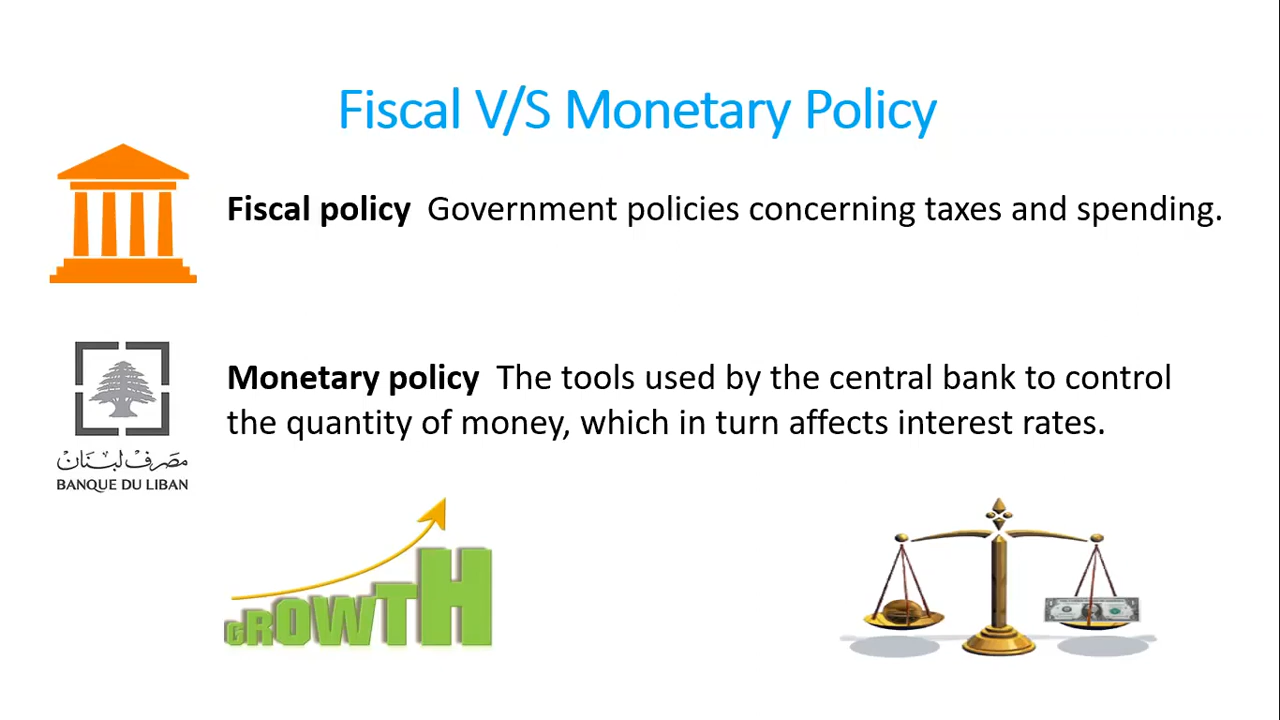 Fiscal V/S Monetary Policy
Fiscal policy Government policies concerning taxes and spending.
Monetary policy The tools used by the central bank to control
the quantity of money, which in turn affects interest rates.
مصرف لبنان
BANQUE DU LIBAN
GROWTH